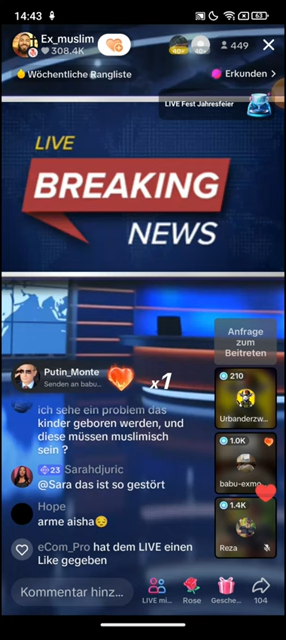 14:43
63
Ex_muslim
308.4K
40+
40+
449
Wöchentliche Rangliste
Erkunden >
LIVE Fest Jahresfeier
LIVE
BREAKING
NEWS
Anfrage
zum
Beitreten
Putin_Monte
Senden an babu...
x1
210
Urbanderzw...
ich sehe ein problem das
kinder geboren werden, und
diese müssen muslimisch
sein ?
1.0K
babu-exmo...
23 Sarahdjuric
@Sara das ist so gestört
Hope
arme aisha😔
1.4K
Reza
eCom_Pro hat dem LIVE einen
Like gegeben
Kommentar hinz...
LIVE mi...
Rose
Gesche...
104